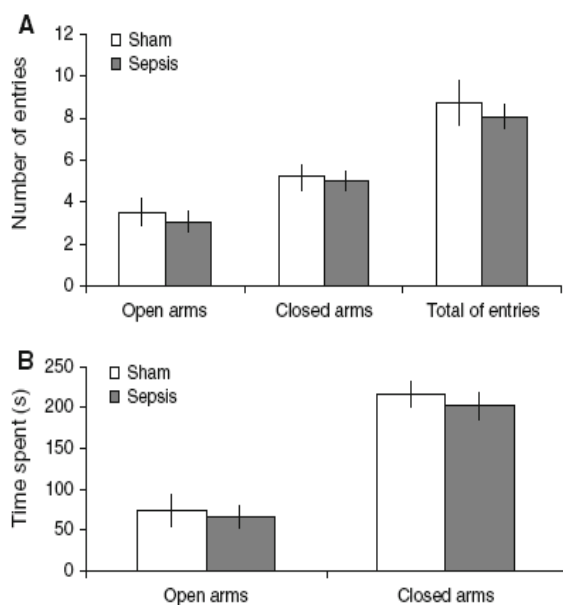 A
Sham
Sepsis
Number of entries
12
10
8
6
4
2
0
Open arms Closed arms Total of entries
B
Sham
Sepsis
Time spent (s)
250
200
150
100
50
0
Open arms Closed arms